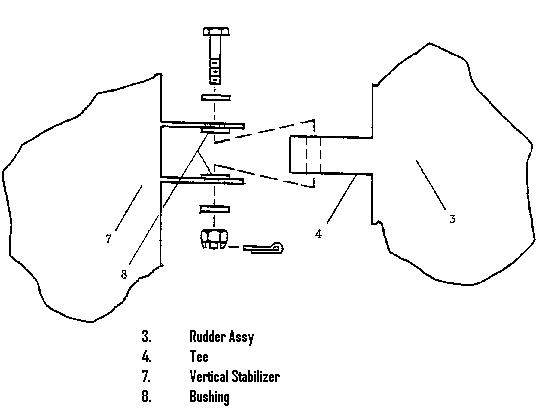 7
8
4
3
3. Rudder Assy
4. Tee
7. Vertical Stabilizer
8. Bushing